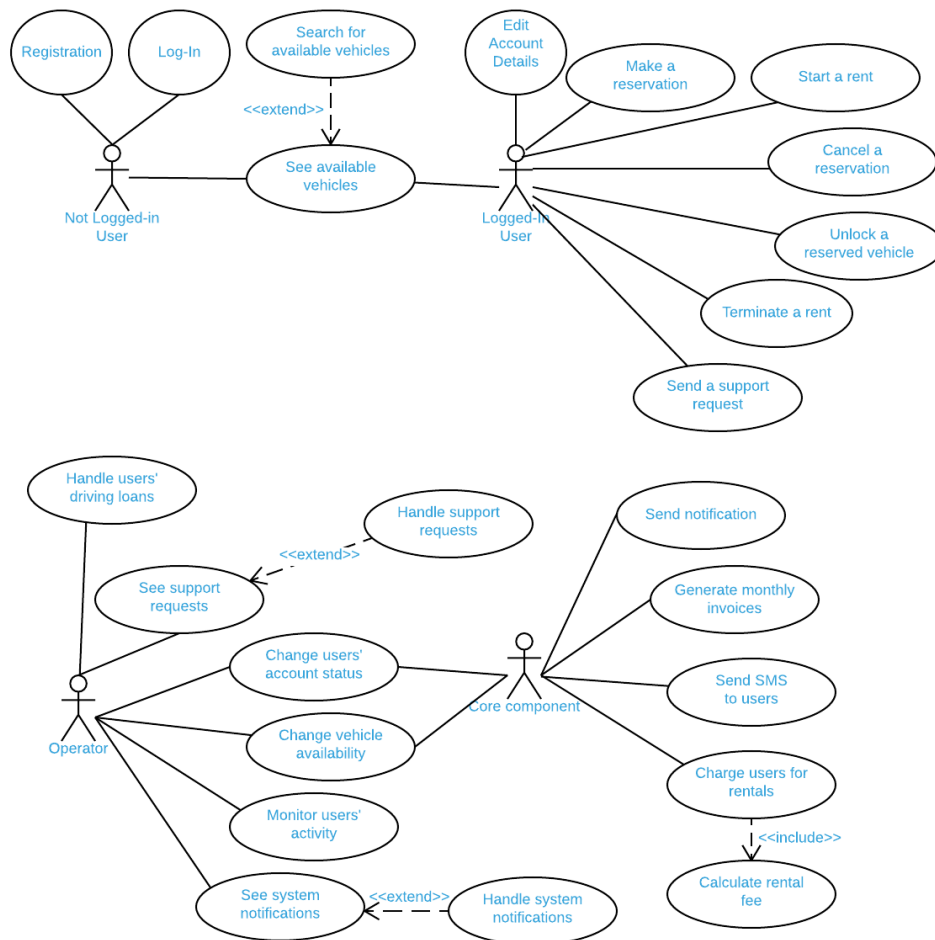 Registration
Log-In
Search for
available vehicles
Edit
Account
Details
Make a
reservation
Start a rent
<<extend>>
See available
vehicles
Cancel a
reservation
Not Logged-in
User
Logged-In
User
Unlock a
reserved vehicle
Terminate a rent
Send a support
request
Handle users'
driving loans
Handle support
requests
Send notification
<<extend>>
See support
requests
Generate monthly
invoices
Change users'
account status
Send SMS
to users
Core component
Operator
Change vehicle
availability
Charge users for
rentals
Monitor users'
activity
<<include>>
See system
notifications
<<extend>>
Handle system
notifications
Calculate rental
fee